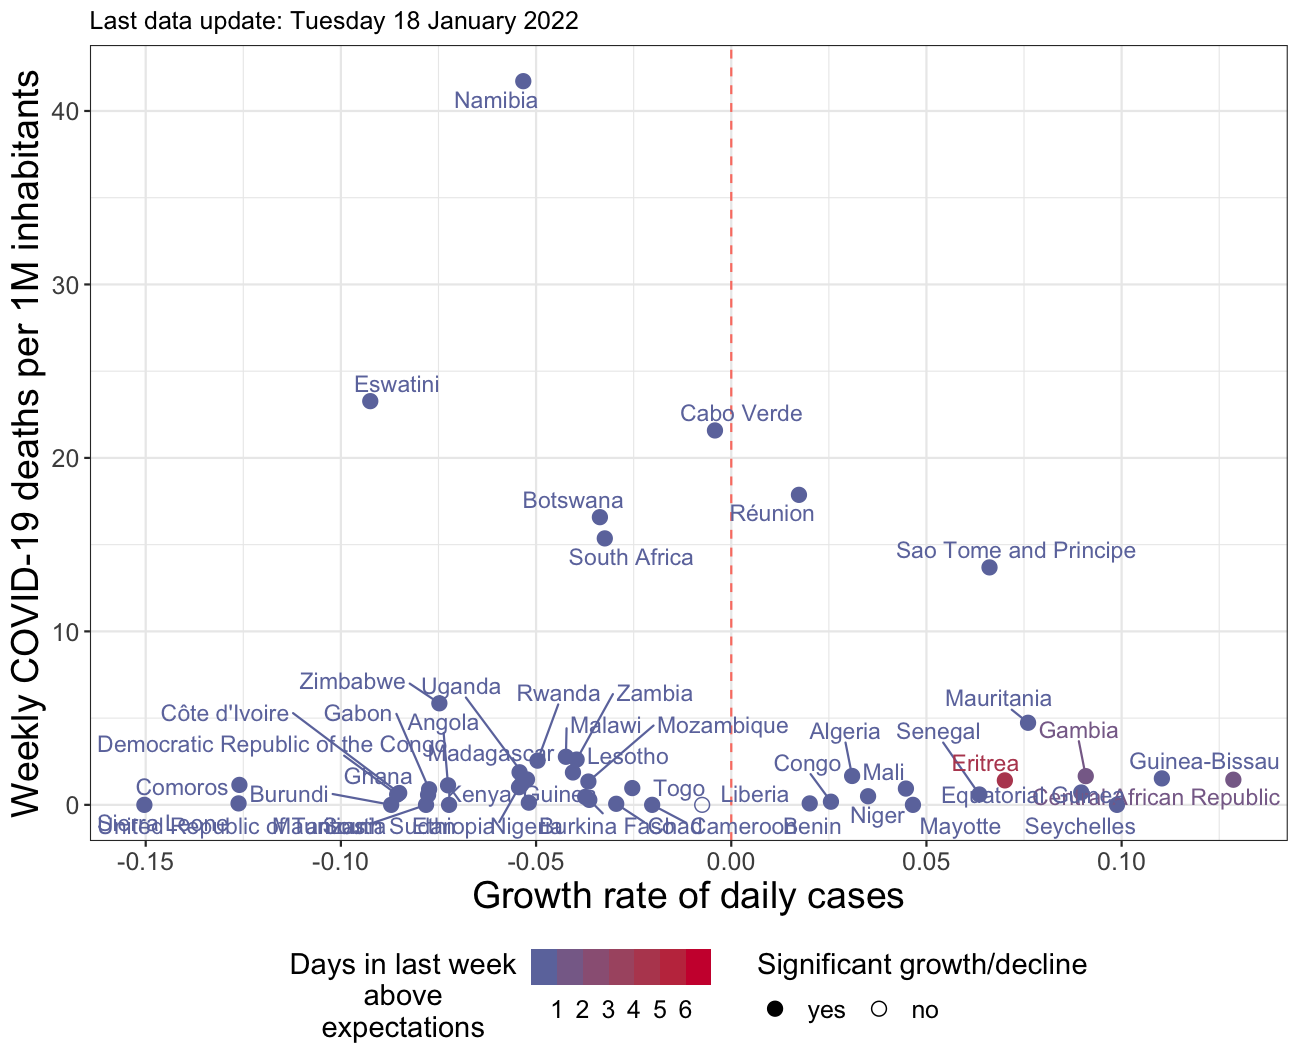 Last data update: Tuesday 18 January 2022
Weekly COVID-19 deaths per 1M inhabitants
40
30
20
10
0
Namibia
Eswatini
Cabo Verde
Botswana
Réunion
South Africa
Sao Tome and Principe
Zimbabwe
Uganda
Rwanda
Zambia
Mauritania
Côte d'Ivoire
Gabon
Angola
Malawi
Mozambique
Algeria
Senegal
Gambia
Democratic Republic of the Congo
Madagascar
Lesotho
Congo
Mali
Eritrea
Guinea-Bissau
Comoros
Ghana
Burundi
Kenya
Guinea
Togo
Liberia
Niger
Equatorial Guinea
Central African Republic
Sierra Leone
United Republic of Tanzania
Mauritius
South Sudan
Ethiopia
Nigeria
Burkina Faso
Chad
Cameroon
Benin
Mayotte
Seychelles
-0.15
-0.10
-0.05
0.00
0.05
0.10
Growth rate of daily cases
Days in last week
above
expectations
1 2 3 4 5 6
Significant growth/decline
yes
no